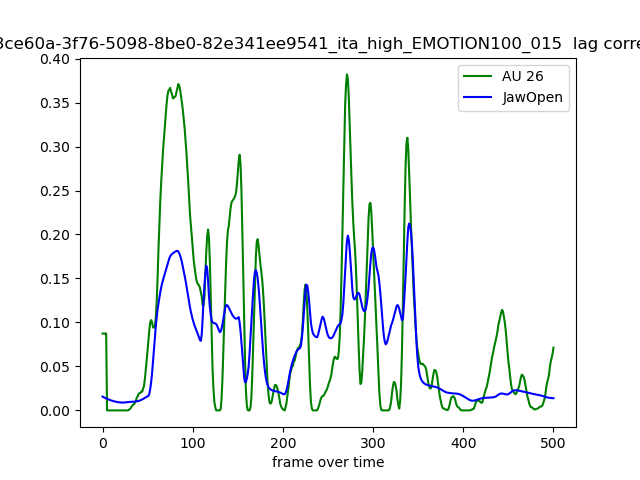 3ce60a-3f76-5098-8be0-82e341ee9541_ita_high_EMOTION100_015 lag corre
AU 26
JawOpen
0.40
0.35
0.30
0.25
0.20
0.15
0.10
0.05
0.00
0 100 200 300 400 500
frame over time